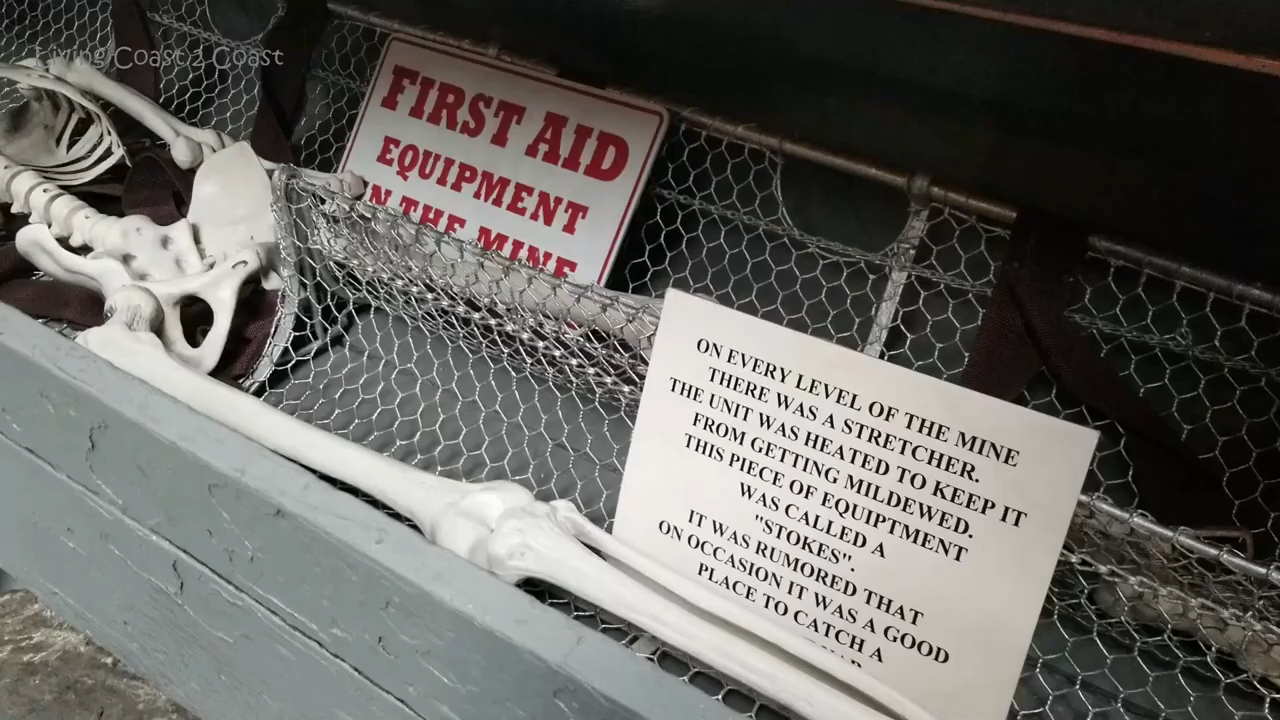 Living Coast 2 Coast
FIRST AID
EQUIPMENT
IN THE MINE
ON EVERY LEVEL OF THE MINE
THERE WAS A STRETCHER.
THE UNIT WAS HEATED TO KEEP IT
FROM GETTING MILDEWED.
THIS PIECE OF EQUIPTMENT
WAS CALLED A
"STOKES".
IT WAS RUMORED THAT
ON OCCASION IT WAS A GOOD
PLACE TO CATCH A